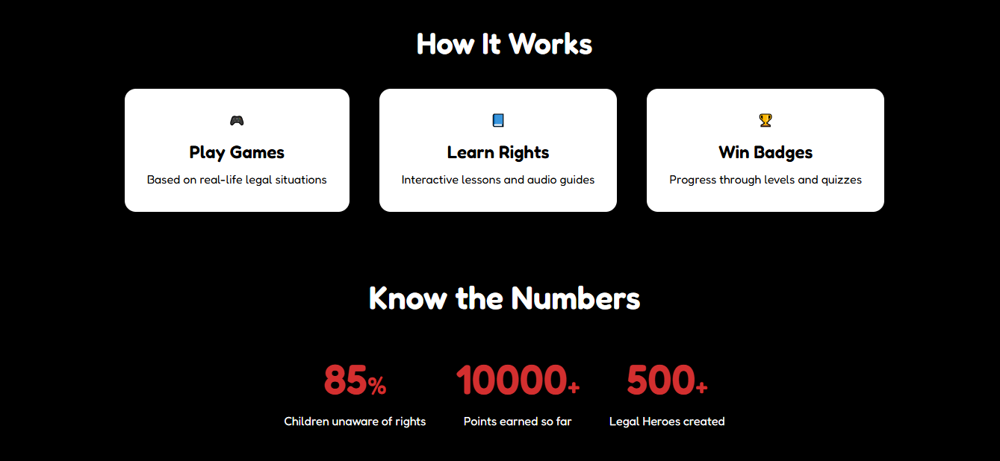 How It Works
Play Games
Based on real-life legal situations
Learn Rights
Interactive lessons and audio guides
Win Badges
Progress through levels and quizzes
Know the Numbers
85%
Children unaware of rights
10000+
Points earned so far
500+
Legal Heroes created